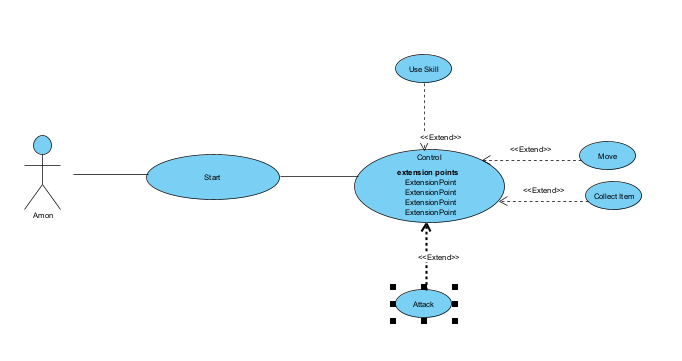 Use Skill
<<Extend>>
Control
extension points
ExtensionPoint
ExtensionPoint
ExtensionPoint
ExtensionPoint
<<Extend>>
Move
<<Extend>>
Collect Item
Start
Amon
<<Extend>>
Attack